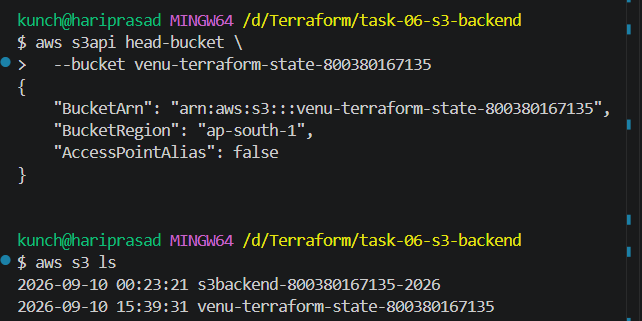 kunch@hariprasad MINGW64 /d/Terraform/task-06-s3-backend
$ aws s3api head-bucket \
>   --bucket venu-terraform-state-800380167135
{
    "BucketArn": "arn:aws:s3:::venu-terraform-state-800380167135",
    "BucketRegion": "ap-south-1",
    "AccessPointAlias": false
}
kunch@hariprasad MINGW64 /d/Terraform/task-06-s3-backend
$ aws s3 ls
2026-09-10 00:23:21 s3backend-800380167135-2026
2026-09-10 15:39:31 venu-terraform-state-800380167135